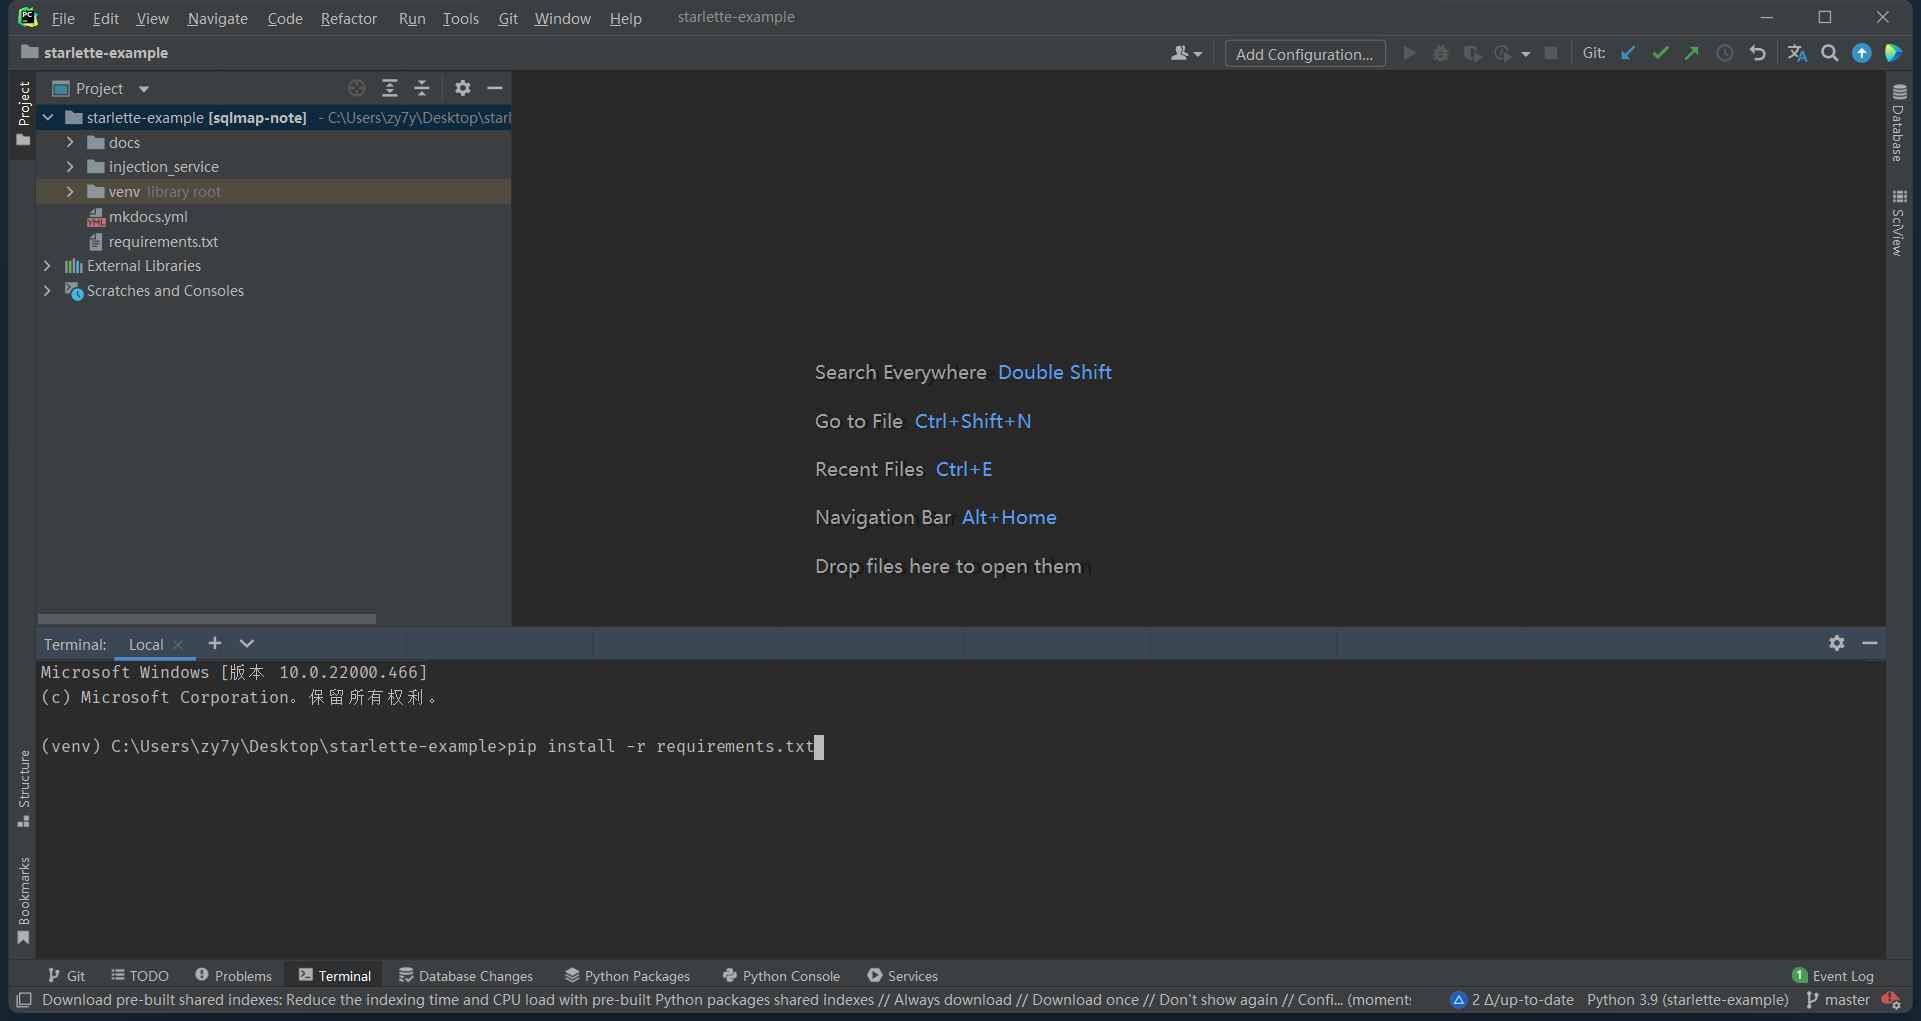 File Edit View Navigate Code Refactor Run Tools Git Window Help starlette-example
starlette-example
Add Configuration...
Git:
Project
Project
starlette-example [sqlmap-note] - C:\Users\zy7y\Desktop\starl
docs
injection_service
venv library root
mkdocs.yml
requirements.txt
External Libraries
Scratches and Consoles
Database
SciView
Search Everywhere Double Shift
Go to File Ctrl+Shift+N
Recent Files Ctrl+E
Navigation Bar Alt+Home
Drop files here to open them
Terminal: Local
Microsoft Windows [版本 10.0.22000.466]
(c) Microsoft Corporation。保留所有权利。
(venv) C:\Users\zy7y\Desktop\starlette-example>pip install -r requirements.txt
Structure
Bookmarks
Git TODO Problems Terminal Database Changes Python Packages Python Console Services 1 Event Log
Download pre-built shared indexes: Reduce the indexing time and CPU load with pre-built Python packages shared indexes // Always download // Download once // Don't show again // Confi... (moments 2 Δ/up-to-date Python 3.9 (starlette-example) master